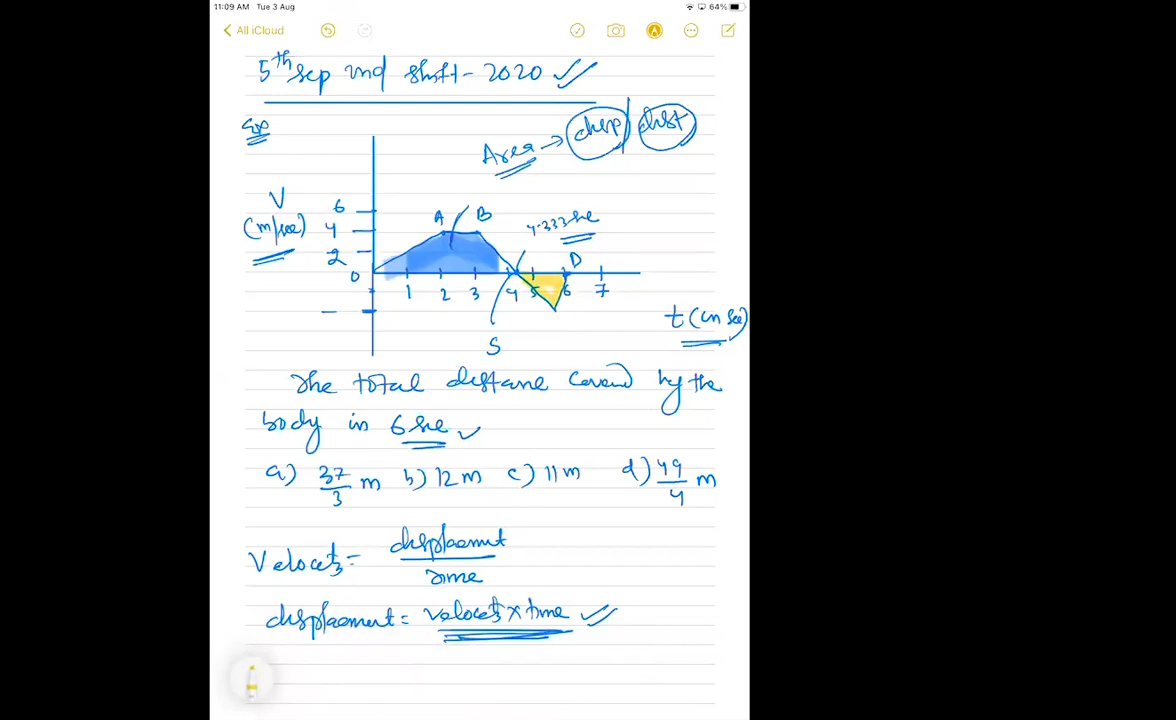 11:09 AM Tue 3 Aug
64%
All iCloud
5th Sep 2nd shift - 2020
Area → disp | dist
V
(m/sec)
6
4
2
0
A
B
4.333 sec
D
1 2 3 4 5 6 7
t (in sec)
S
The total distance covered by the
body in 6 sec
a) 37/3 m b) 12 m c) 11 m d) 49/4 m
Velocity = displacement / Time
displacement = velocity × time